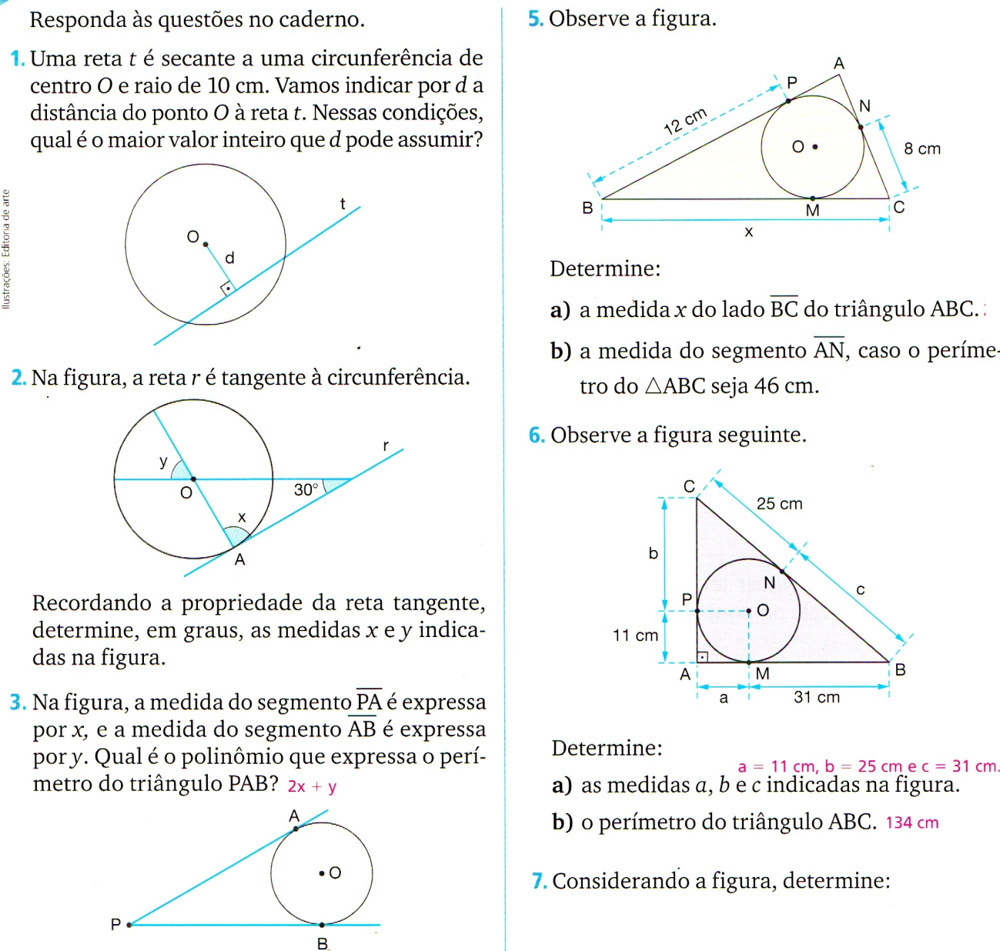 Responda às questões no caderno.
1. Uma reta t é secante a uma circunferência de
centro O e raio de 10 cm. Vamos indicar por d a
distância do ponto O à reta t. Nessas condições,
qual é o maior valor inteiro que d pode assumir?
Ilustrações: Editoria de arte
O
d
t
2. Na figura, a reta r é tangente à circunferência.
r
y
O
30°
x
A
Recordando a propriedade da reta tangente,
determine, em graus, as medidas x e y indica-
das na figura.
3. Na figura, a medida do segmento PA é expressa
por x, e a medida do segmento AB é expressa
por y. Qual é o polinômio que expressa o perí-
metro do triângulo PAB? 2x + y
A
O
P
B
5. Observe a figura.
A
P
N
12 cm
O
8 cm
B
M
C
x
Determine:
a) a medida x do lado BC do triângulo ABC.
b) a medida do segmento AN, caso o períme-
tro do △ABC seja 46 cm.
6. Observe a figura seguinte.
C
25 cm
b
N
c
P
O
11 cm
A
M
B
a
31 cm
Determine:
a = 11 cm, b = 25 cm e c = 31 cm.
a) as medidas a, b e c indicadas na figura.
b) o perímetro do triângulo ABC. 134 cm
7. Considerando a figura, determine: